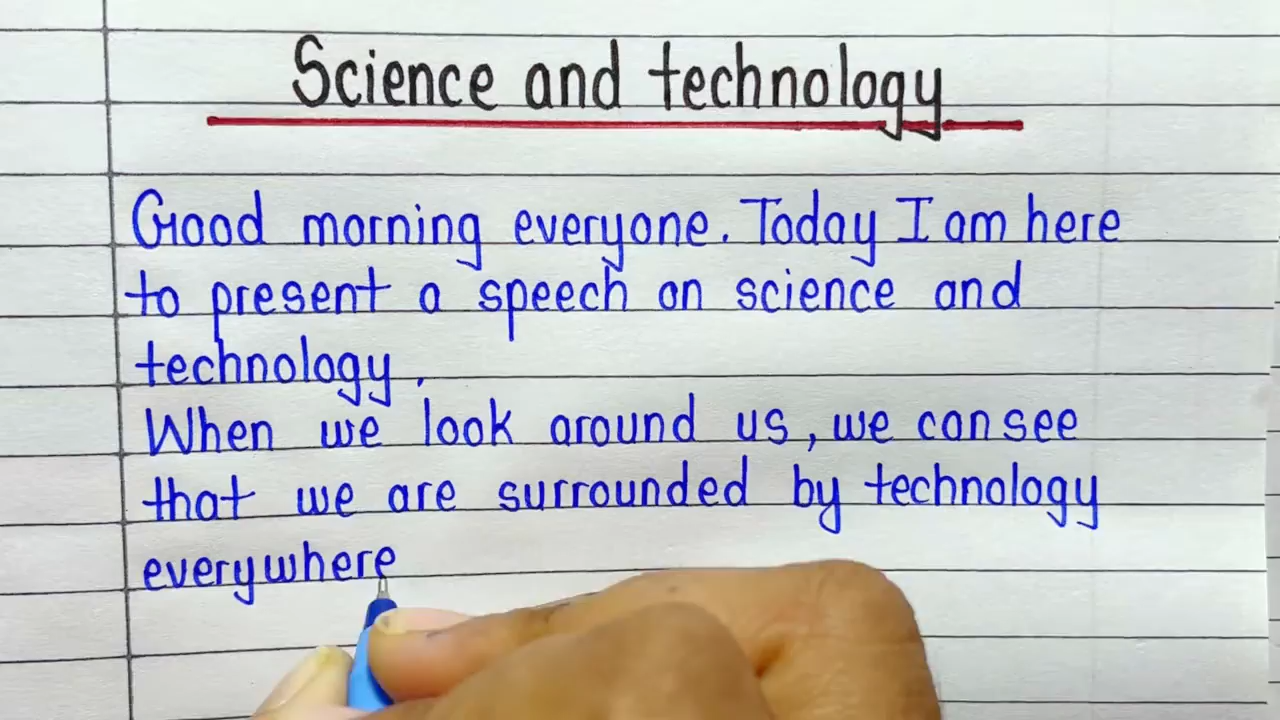 Science and technology
Good morning everyone. Today I am here
to present a speech on science and
technology.
When we look around us, we can see
that we are surrounded by technology
everywhere